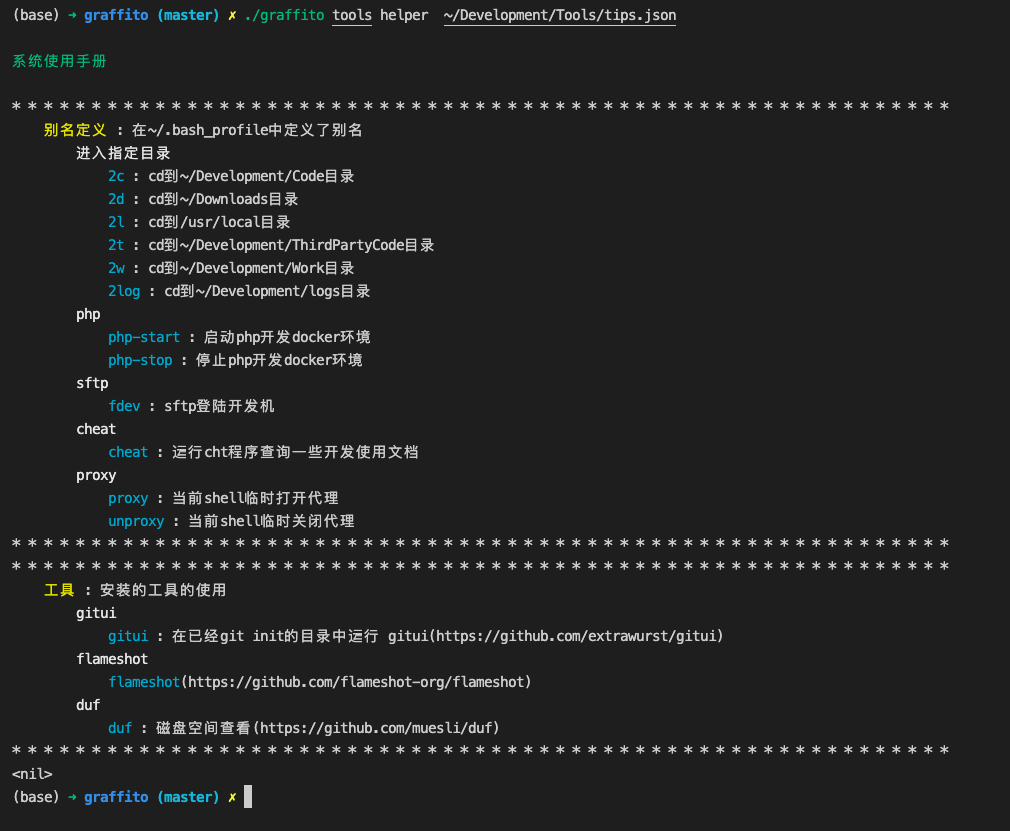 (base) ➜ graffito (master) ✗ ./graffito tools helper ~/Development/Tools/tips.json
系统使用手册
* * * * * * * * * * * * * * * * * * * * * * * * * * * * * * * * * * * * * * * * * * * * * * * * * * * * * * * * * * *
别名定义 : 在~/.bash_profile中定义了别名
进入指定目录
2c : cd到~/Development/Code目录
2d : cd到~/Downloads目录
2l : cd到/usr/local目录
2t : cd到~/Development/ThirdPartyCode目录
2w : cd到~/Development/Work目录
2log : cd到~/Development/logs目录
php
php-start : 启动php开发docker环境
php-stop : 停止php开发docker环境
sftp
fdev : sftp登陆开发机
cheat
cheat : 运行cht程序查询一些开发使用文档
proxy
proxy : 当前shell临时打开代理
unproxy : 当前shell临时关闭代理
* * * * * * * * * * * * * * * * * * * * * * * * * * * * * * * * * * * * * * * * * * * * * * * * * * * * * * * * * * *
* * * * * * * * * * * * * * * * * * * * * * * * * * * * * * * * * * * * * * * * * * * * * * * * * * * * * * * * * * *
工具 : 安装的工具的使用
gitui
gitui : 在已经git init的目录中运行 gitui(https://github.com/extrawurst/gitui)
flameshot
flameshot(https://github.com/flameshot-org/flameshot)
duf
duf : 磁盘空间查看(https://github.com/muesli/duf)
* * * * * * * * * * * * * * * * * * * * * * * * * * * * * * * * * * * * * * * * * * * * * * * * * * * * * * * * * * *
<nil>
(base) ➜ graffito (master) ✗